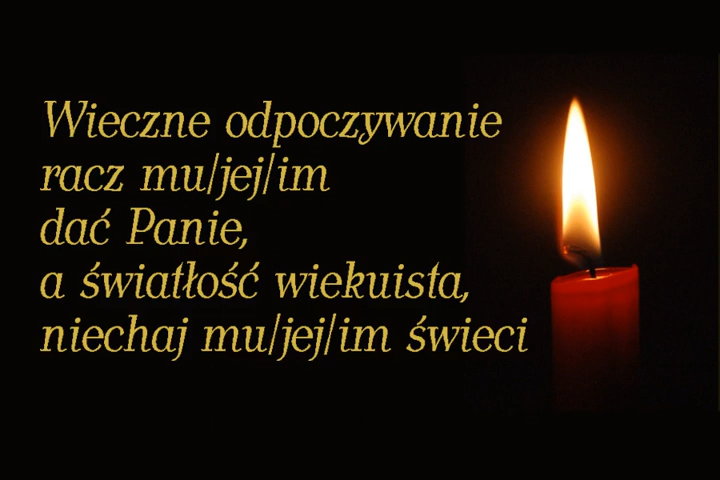 Wieczne odpoczywanie
racz mu/jej/im
dać Panie,
a światłość wiekuista,
niechaj mu/jej/im świeci